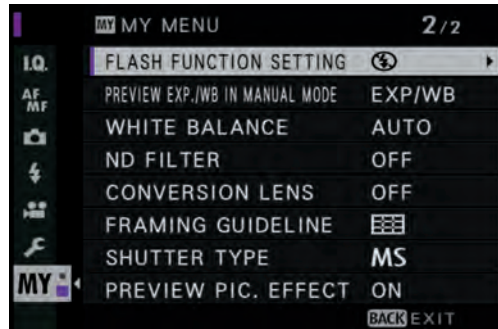 MY MY MENU 2/2
I.Q.
AF MF
MY
FLASH FUNCTION SETTING
PREVIEW EXP./WB IN MANUAL MODE EXP/WB
WHITE BALANCE AUTO
ND FILTER OFF
CONVERSION LENS OFF
FRAMING GUIDELINE
SHUTTER TYPE MS
PREVIEW PIC. EFFECT ON
BACK EXIT